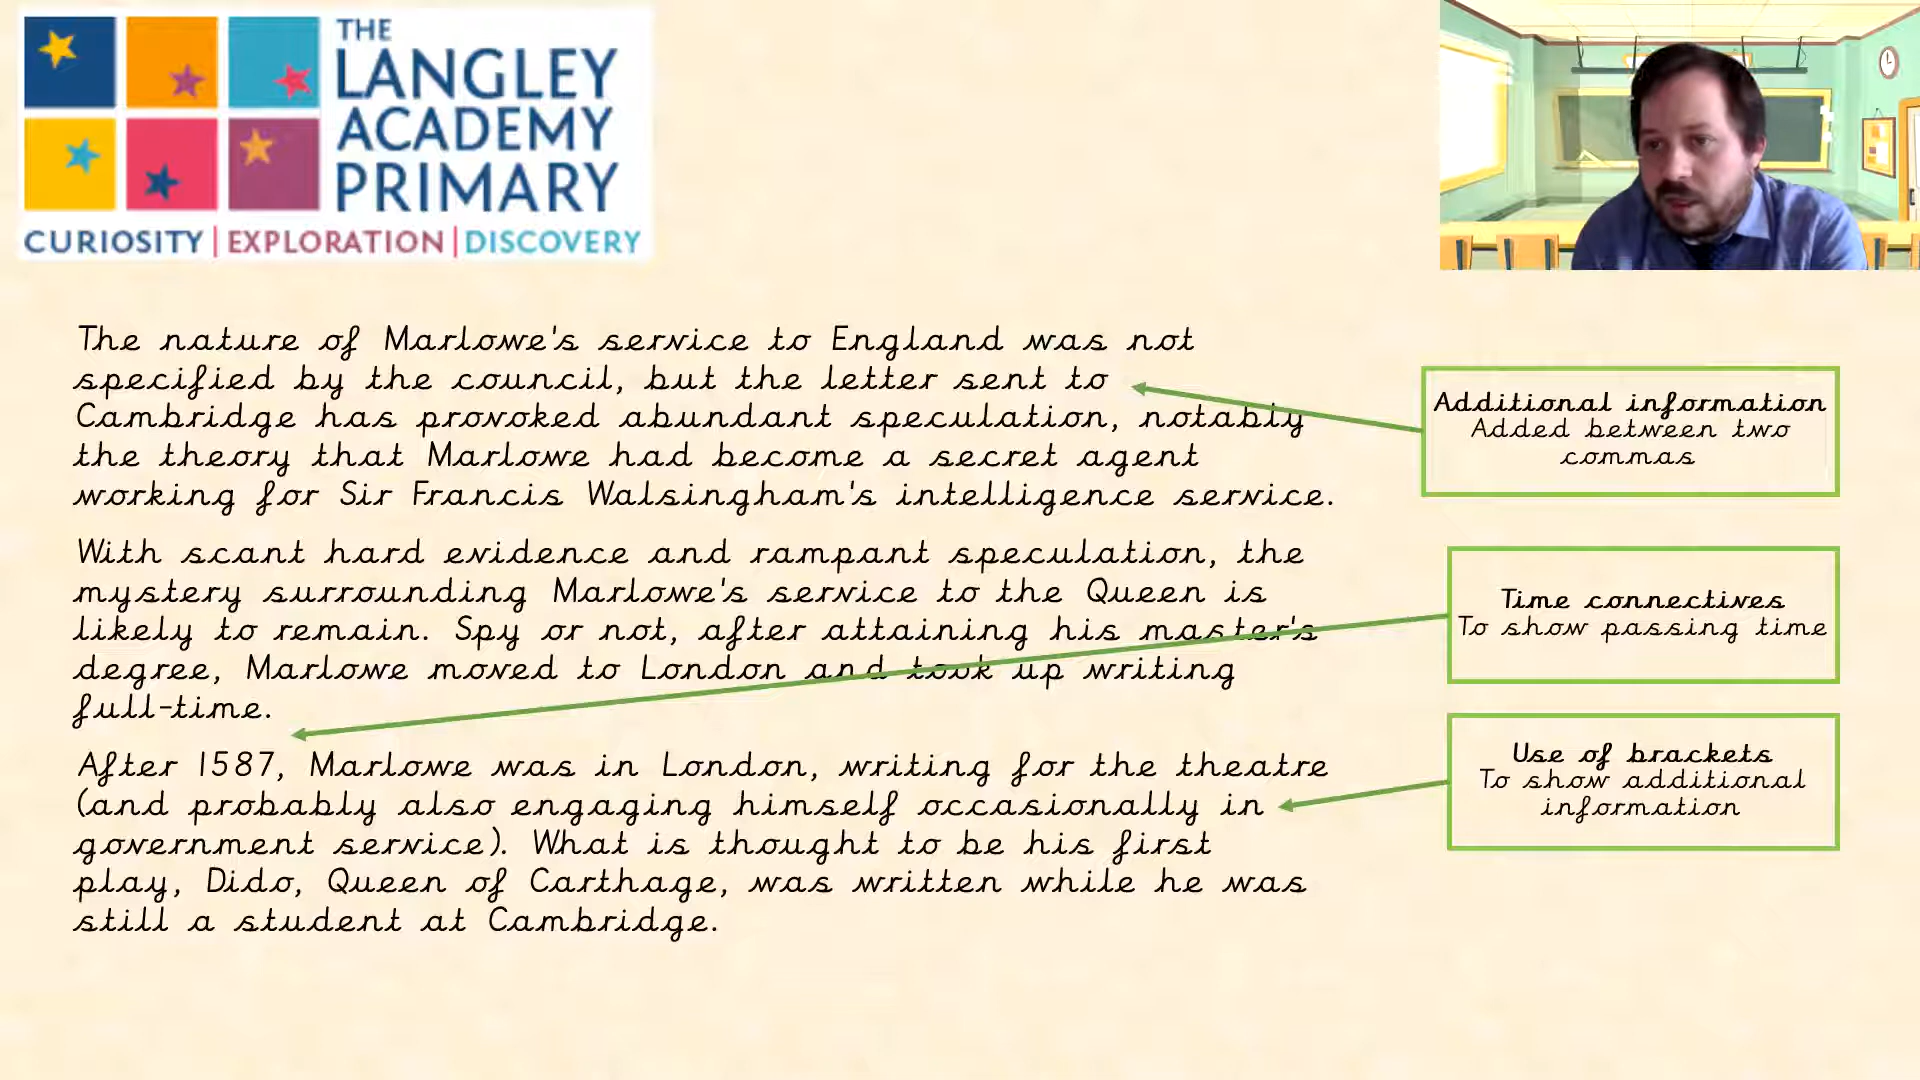 THE
LANGLEY
ACADEMY
PRIMARY
CURIOSITY | EXPLORATION | DISCOVERY
The nature of Marlowe's service to England was not
specified by the council, but the letter sent to
Cambridge has provoked abundant speculation, notably
the theory that Marlowe had become a secret agent
working for Sir Francis Walsingham's intelligence service.
With scant hard evidence and rampant speculation, the
mystery surrounding Marlowe's service to the Queen is
likely to remain. Spy or not, after attaining his master's
degree, Marlowe moved to London and took up writing
full-time.
After 1587, Marlowe was in London, writing for the theatre
(and probably also engaging himself occasionally in
government service). What is thought to be his first
play, Dido, Queen of Carthage, was written while he was
still a student at Cambridge.
Additional information
Added between two
commas
Time connectives
To show passing time
Use of brackets
To show additional
information